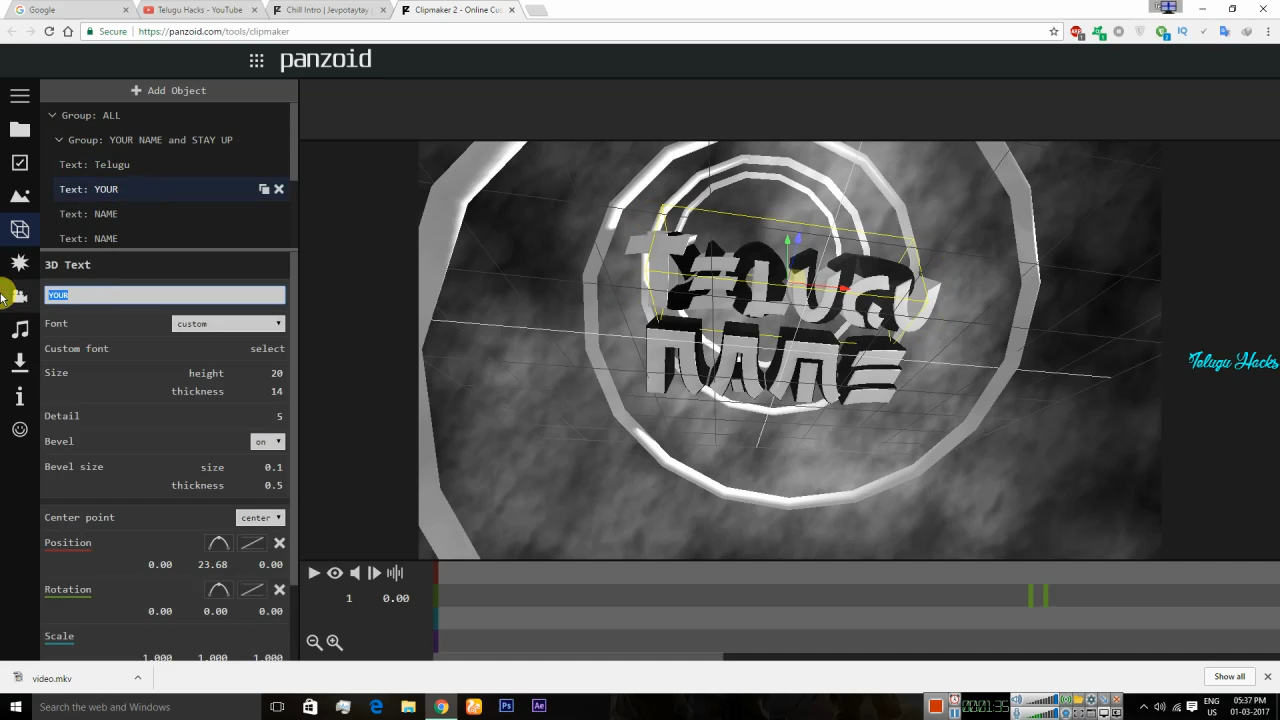 Google
Telugu Hacks - YouTube
Chill Intro | Jevpotaytay
Clipmaker 2 - Online Cus
Secure
https://panzoid.com/tools/clipmaker
panzoid
Add Object
Group: ALL
Group: YOUR NAME and STAY UP
Text: Telugu
Text: YOUR
Text: NAME
Text: NAME
3D Text
YOUR
Font
custom
Custom font
select
Size
height
20
thickness
14
Detail
5
Bevel
on
Bevel size
size
0.1
thickness
0.5
Center point
center
Position
0.00
23.68
0.00
Rotation
0.00
0.00
0.00
Scale
1.000
1.000
1.000
NAME
Telugu Hacks
1
0.00
video.mkv
Show all
Search the web and Windows
Ps
Ae
ENG
US
05:37 PM
01-03-2017